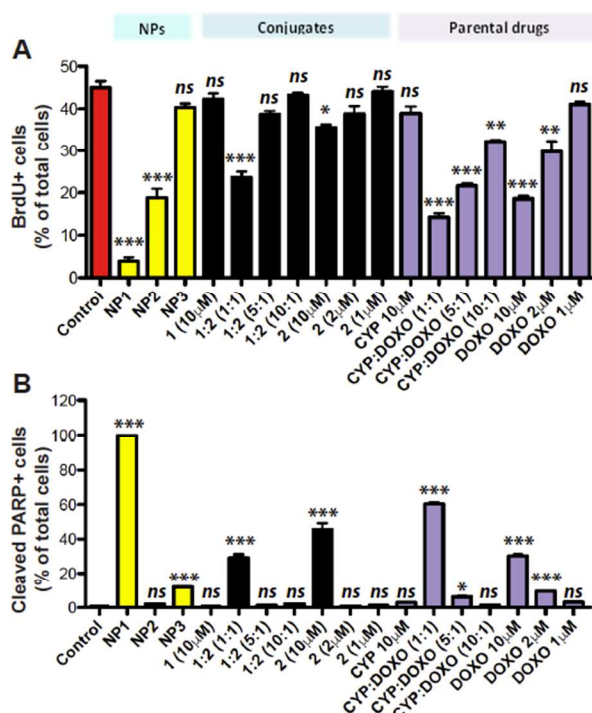 NPs Conjugates Parental drugs
A
BrdU+ cells
(% of total cells)
50
40
30
20
10
0
*** *** ns ns *** ns ns * ns ns ns *** *** ** *** ** ns
Control NP1 NP2 NP3 1 (10µM) 1:2 (1:1) 1:2 (5:1) 1:2 (10:1) 2 (10µM) 2 (2µM) 2 (1µM) CYP 10µM CYP:DOXO (1:1) CYP:DOXO (5:1) CYP:DOXO (10:1) DOXO 10µM DOXO 2µM DOXO 1µM
B
Cleaved PARP+ cells
(% of total cells)
120
100
80
60
40
20
0
*** ns *** ns *** ns ns *** ns ns ns *** * ns *** *** ns
Control NP1 NP2 NP3 1 (10µM) 1:2 (1:1) 1:2 (5:1) 1:2 (10:1) 2 (10µM) 2 (2µM) 2 (1µM) CYP 10µM CYP:DOXO (1:1) CYP:DOXO (5:1) CYP:DOXO (10:1) DOXO 10µM DOXO 2µM DOXO 1µM